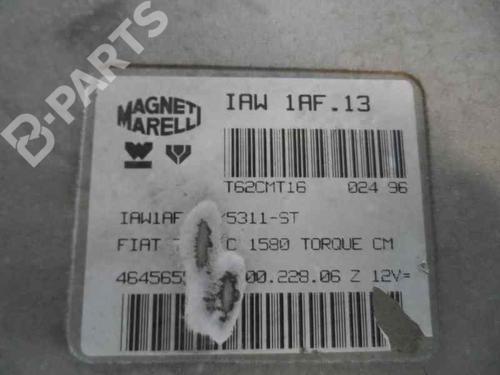 B-PARTS
MAGNETI MARELLI
IAW 1AF.13
T62CMT16 024 96
IAW1AF /5311-ST
FIAT C 1580 TORQUE CM
464565 00.228.06 Z 12V=